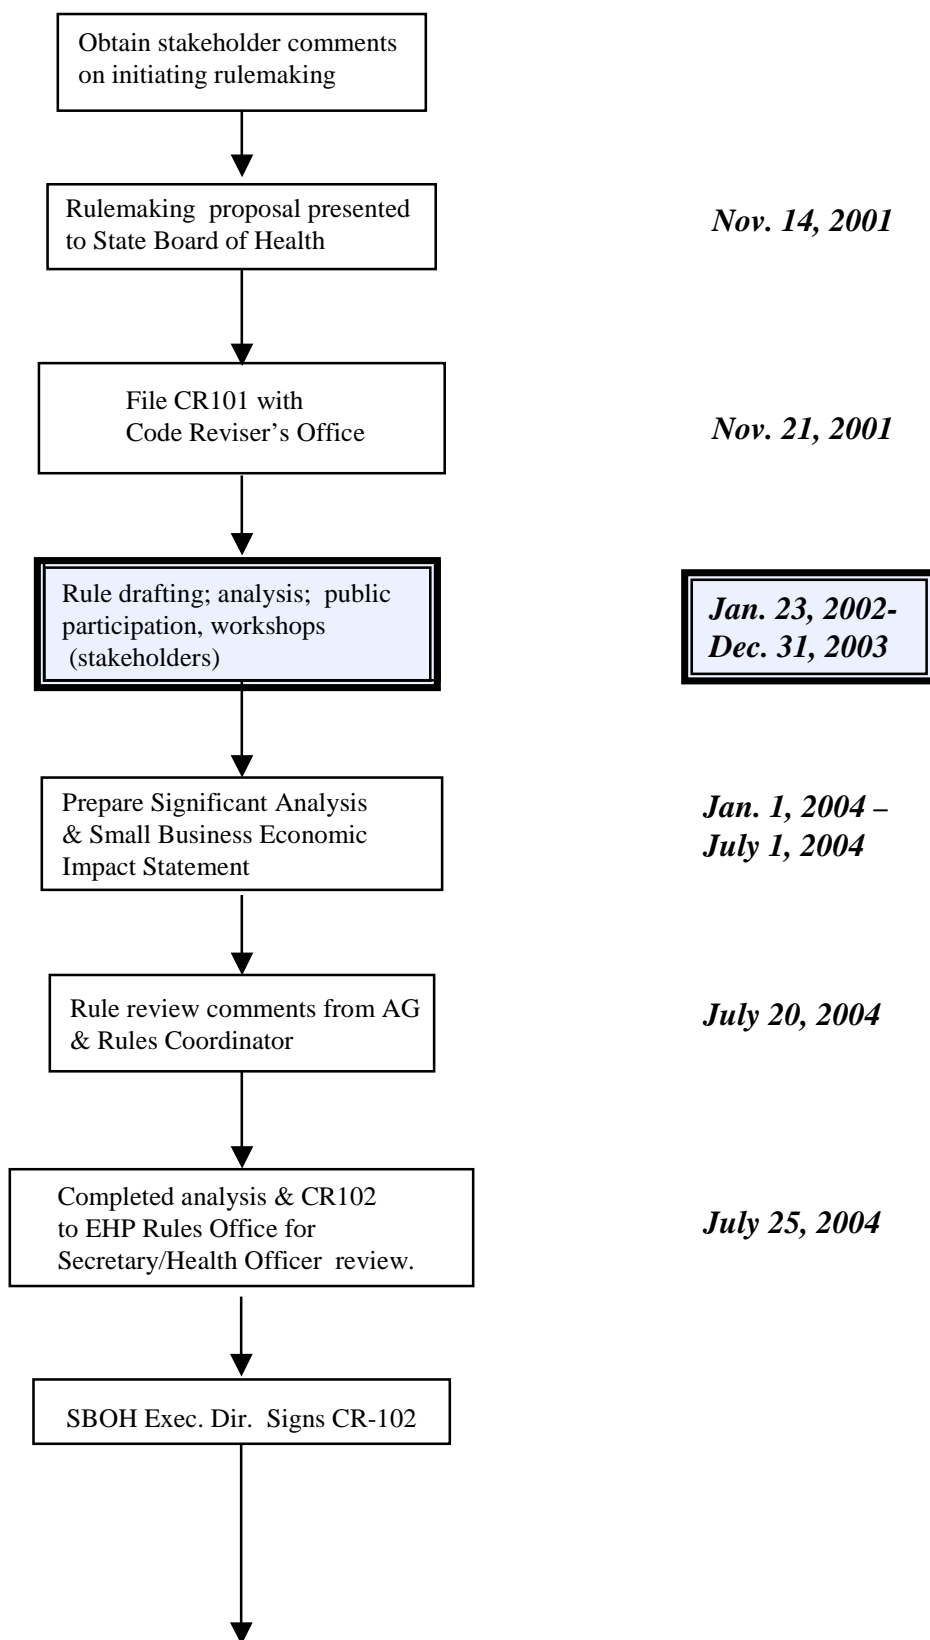 Obtain stakeholder comments
on initiating rulemaking
Rulemaking proposal presented
to State Board of Health
Nov. 14, 2001
File CR101 with
Code Reviser’s Office
Nov. 21, 2001
Rule drafting; analysis; public
participation, workshops
(stakeholders)
Jan. 23, 2002-
Dec. 31, 2003
Prepare Significant Analysis
& Small Business Economic
Impact Statement
Jan. 1, 2004 –
July 1, 2004
Rule review comments from AG
& Rules Coordinator
July 20, 2004
Completed analysis & CR102
to EHP Rules Office for
Secretary/Health Officer review.
July 25, 2004
SBOH Exec. Dir. Signs CR-102